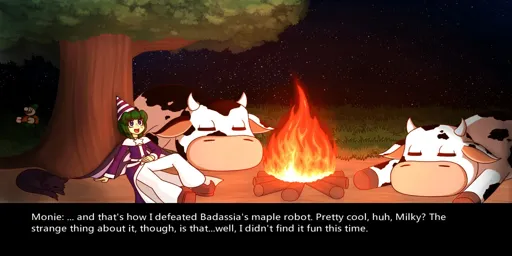 Monie: ... and that's how I defeated Badassia's maple robot. Pretty cool, huh, Milky? The
strange thing about it, though, is that...well, I didn't find it fun this time.